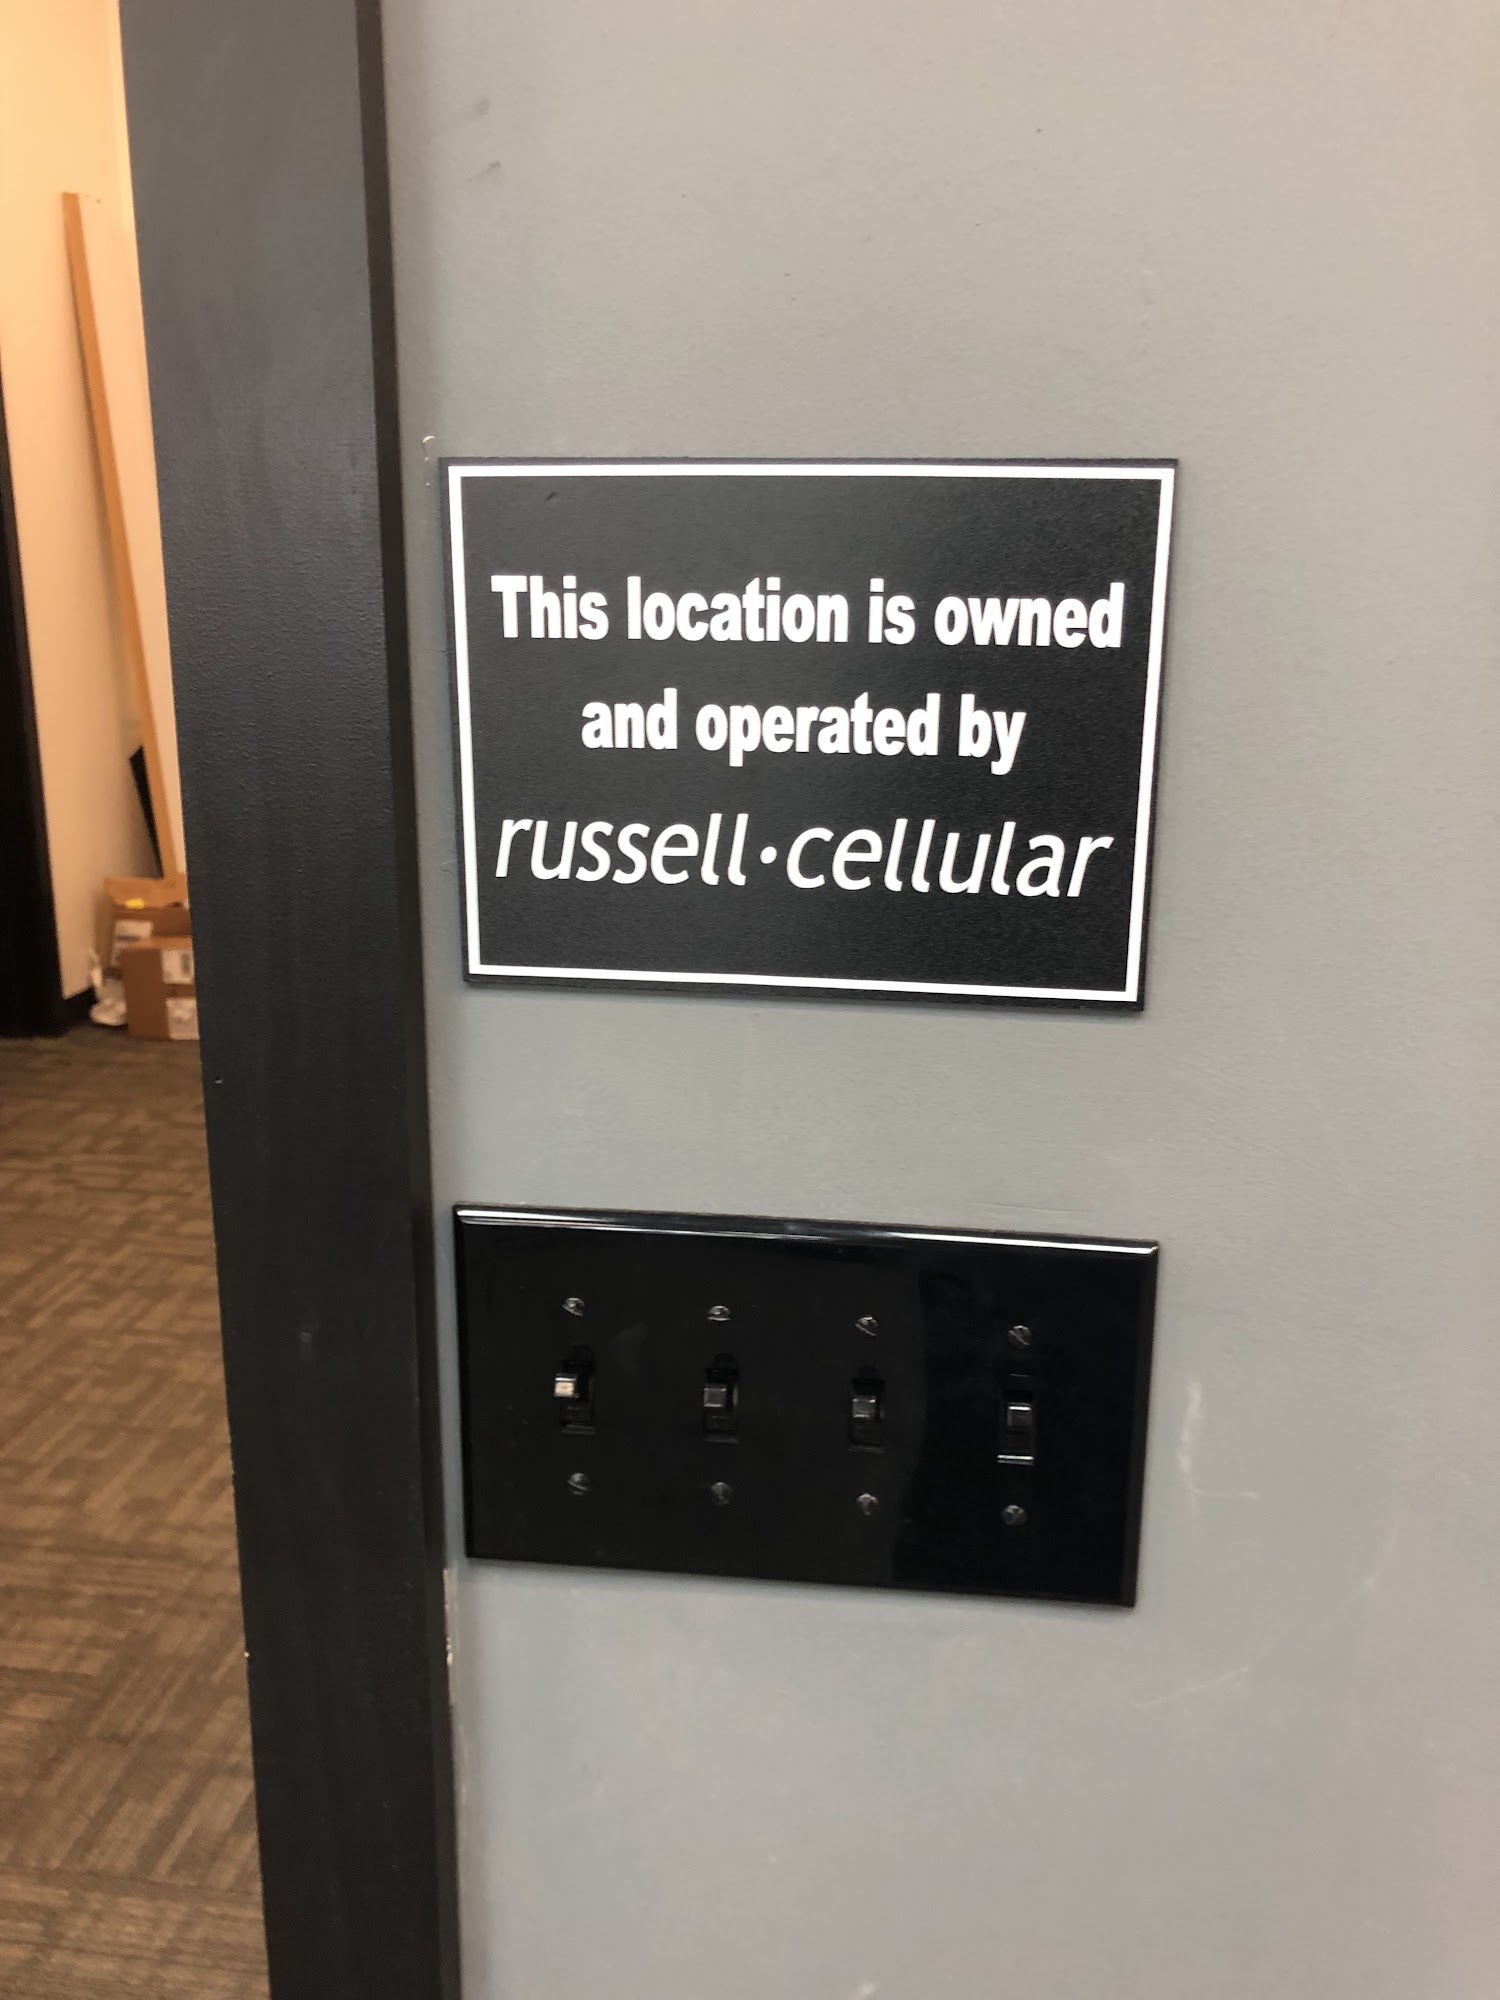 This location is owned
and operated by
russell·cellular